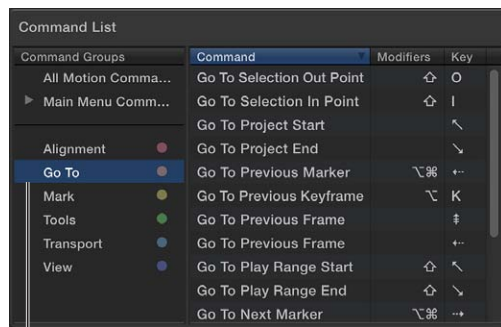 Command List
Command Groups Command Modifiers Key
All Motion Comma... Go To Selection Out Point ⇧ O
Main Menu Comm... Go To Selection In Point ⇧ I
Go To Project Start ↖
Alignment Go To Project End ↘
Go To Go To Previous Marker ⌥⌘ ⇠
Mark Go To Previous Keyframe ⌥ K
Tools Go To Previous Frame ⇞
Transport Go To Previous Frame ⇠
View Go To Play Range Start ⇧ ↖
Go To Play Range End ⇧ ↘
Go To Next Marker ⌥⌘ ⇢